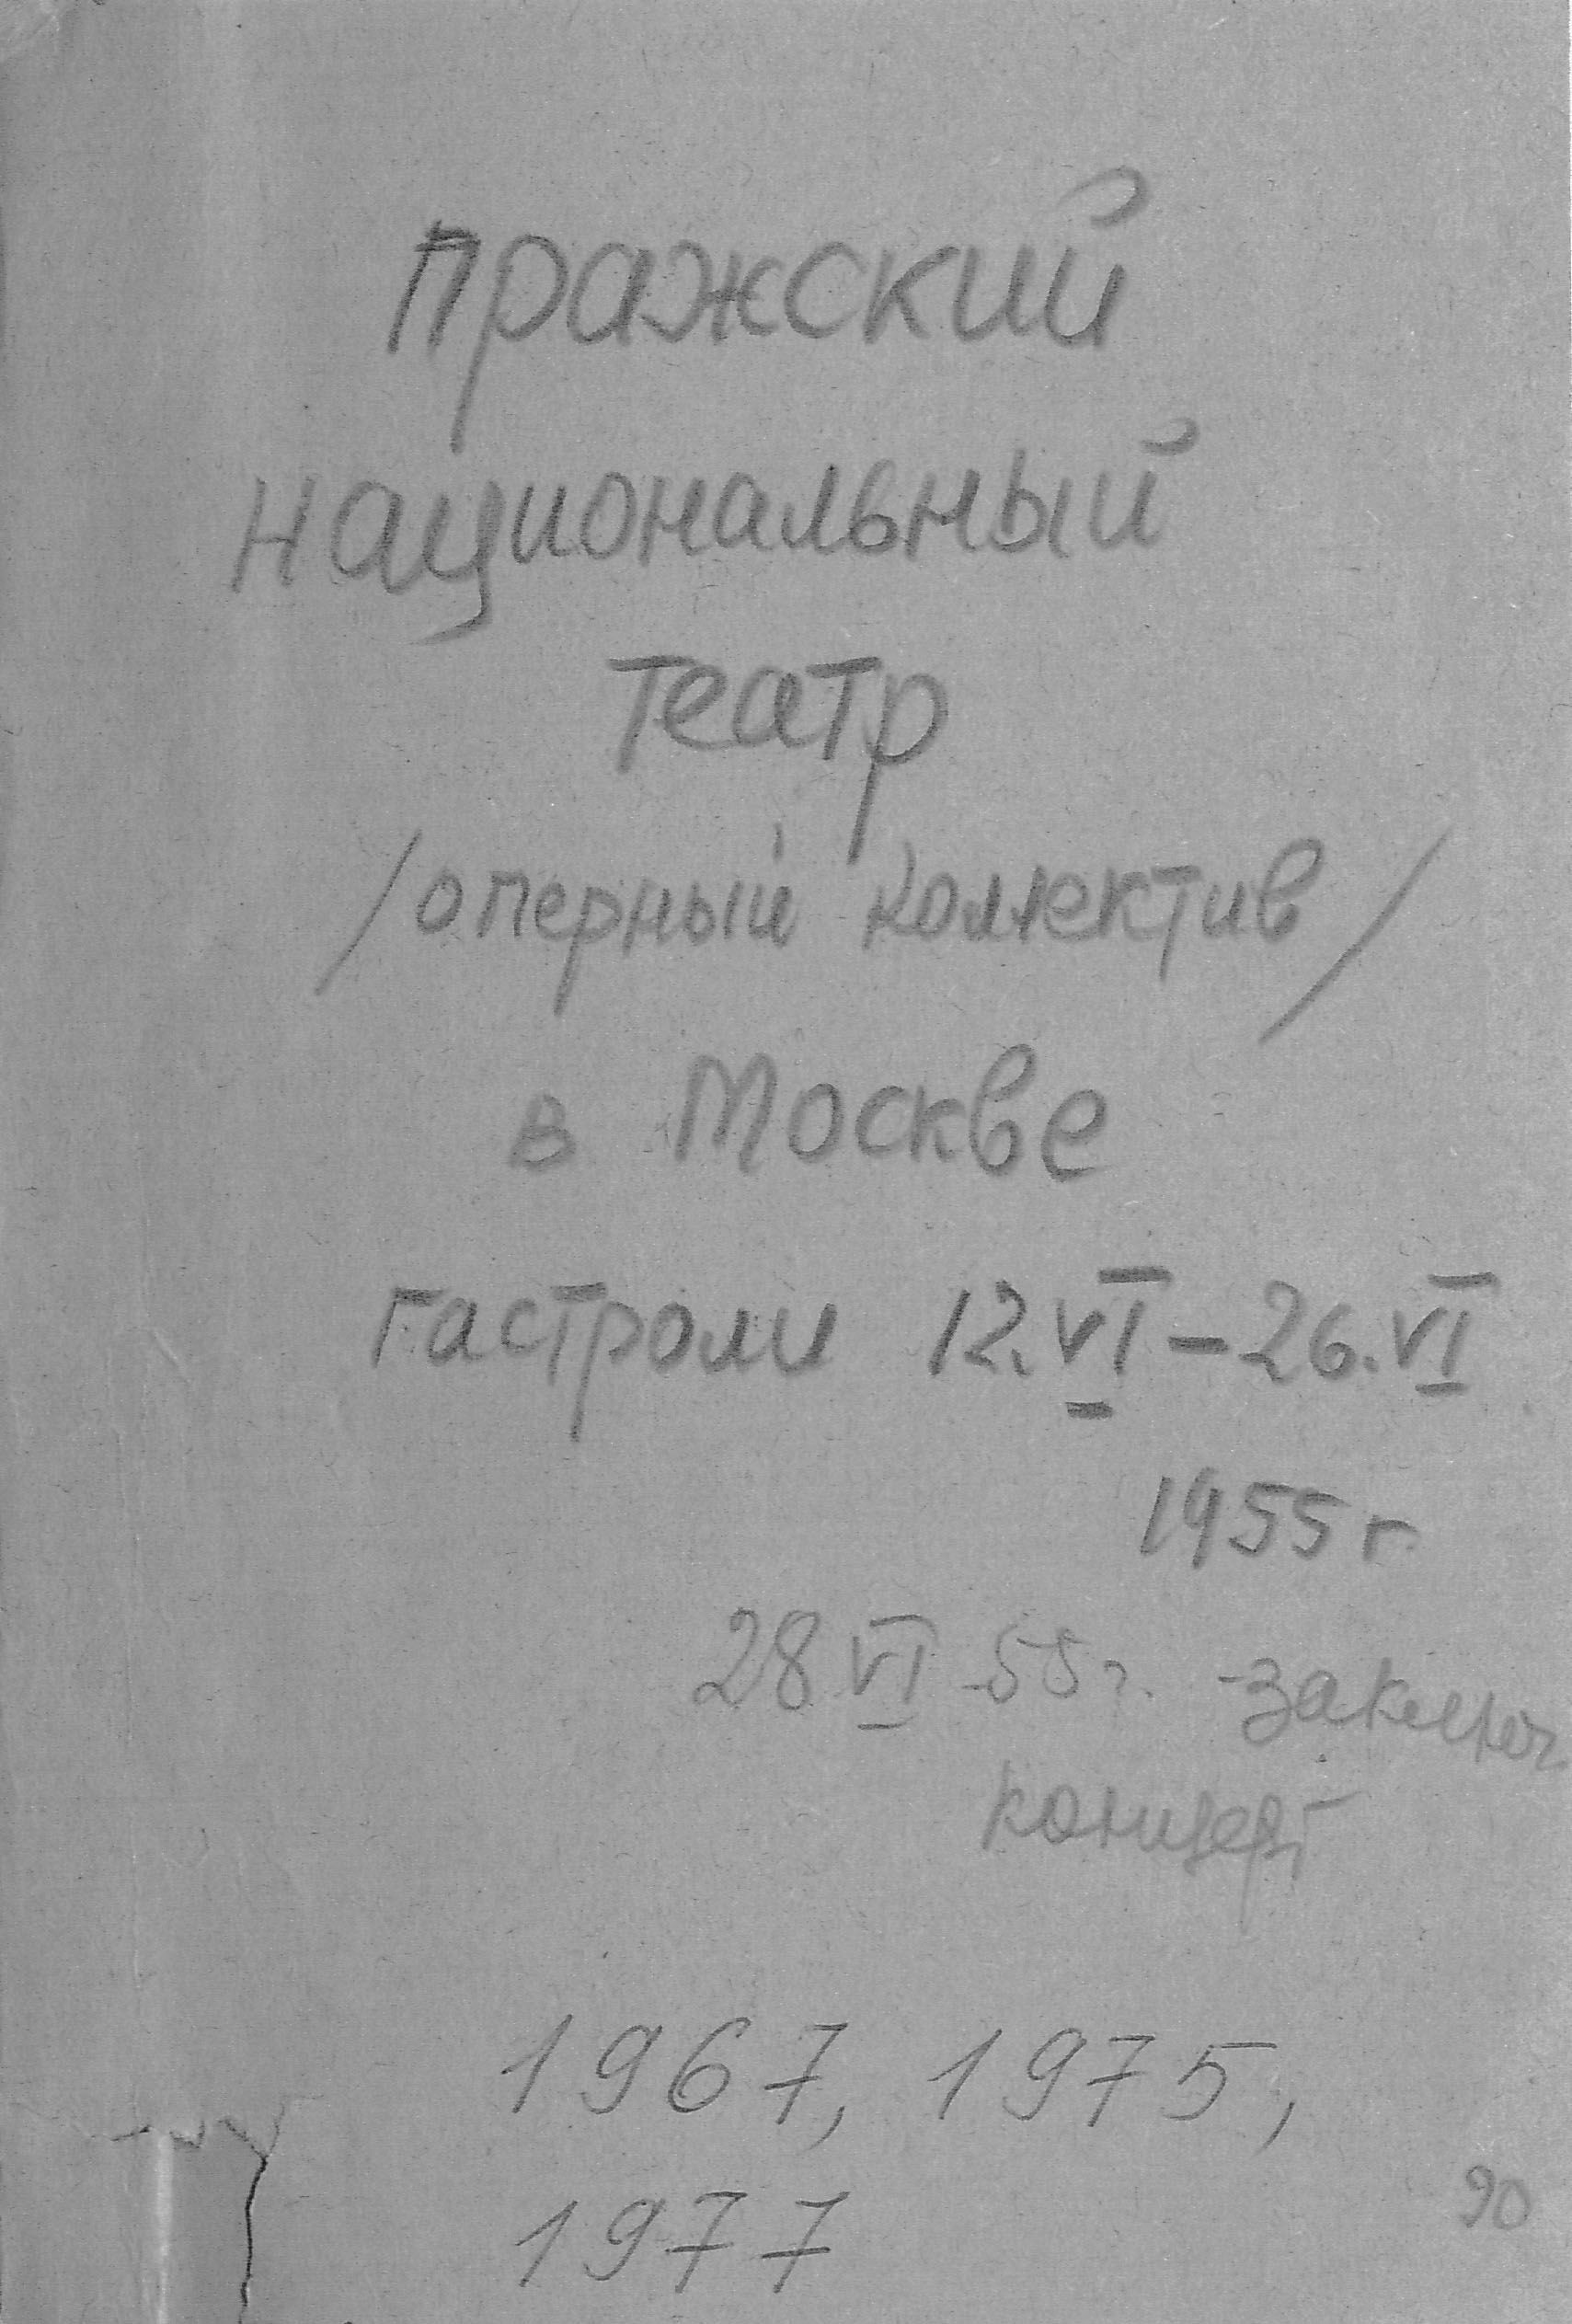 Пражский
национальный
театр
/оперный коллектив/
в Москве
гастроли 12.VI – 26.VI
1955 г.
28 VI -55 г. - заключ
концерт
1967, 1975,
1977
90